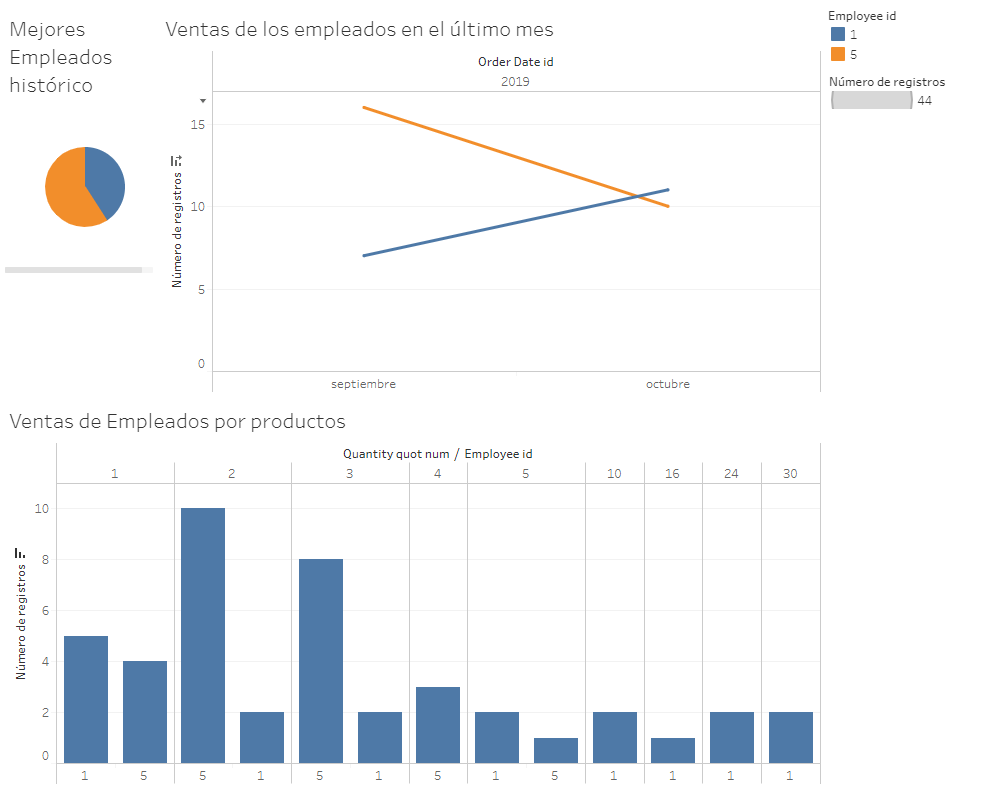 Mejores
Empleados
histórico
Ventas de los empleados en el último mes
Order Date id
2019
Número de registros
15
10
5
0
septiembre
octubre
Employee id
1
5
Número de registros
44
Ventas de Empleados por productos
Quantity quot num / Employee id
1 2 3 4 5 10 16 24 30
Número de registros
10
8
6
4
2
0
1 5 5 1 5 1 5 1 5 1 1 1 1